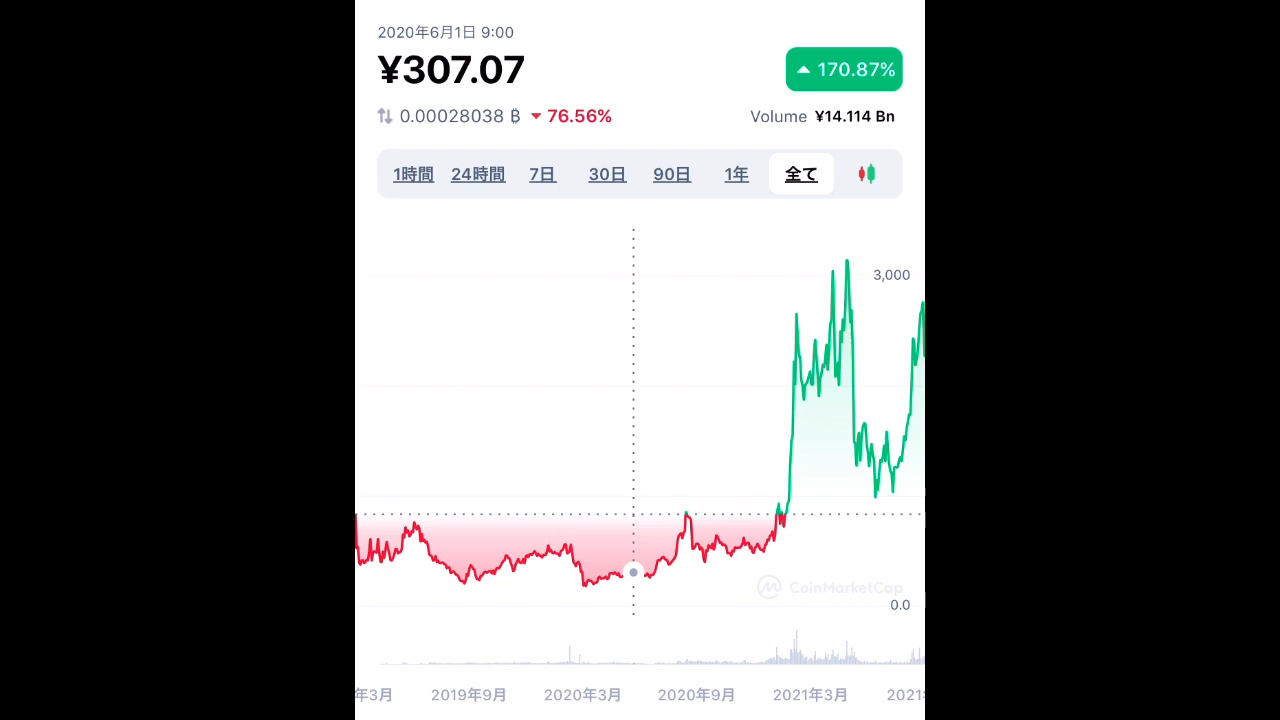 2020年6月1日 9:00
¥307.07
170.87%
0.00028038 ₿ 76.56%
Volume ¥14.114 Bn
1時間 24時間 7日 30日 90日 1年 全て
3,000
CoinMarketCap
0.0
年3月 2019年9月 2020年3月 2020年9月 2021年3月 2021